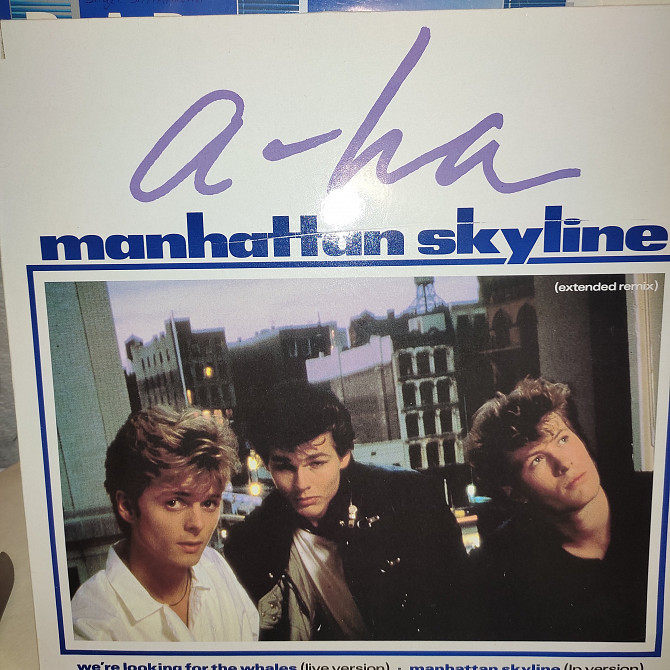 a-ha
manhattan skyline
(extended remix)
we're looking for the whales (live version) · manhattan skyline (lp version)